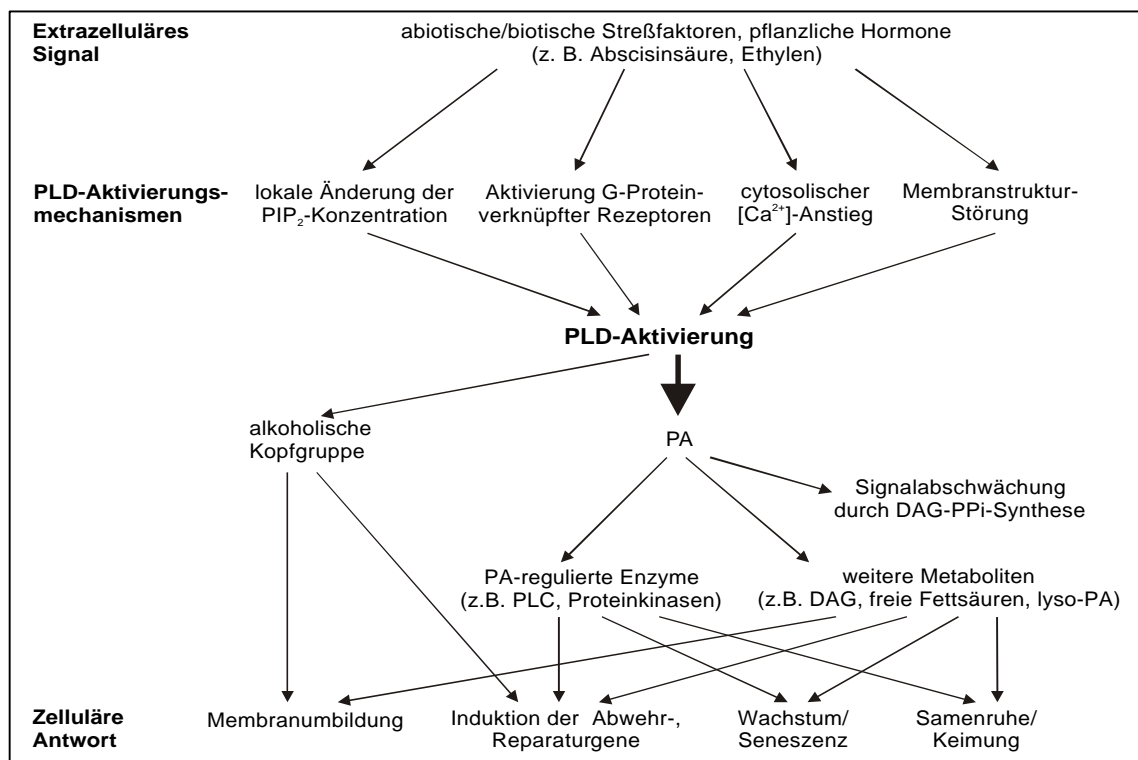 Extrazelluläres
Signal
abiotische/biotische Streßfaktoren, pflanzliche Hormone
(z. B. Abscisinsäure, Ethylen)
PLD-Aktivierungs-
mechanismen
lokale Änderung der
PIP₂-Konzentration
Aktivierung G-Protein-
verknüpfter Rezeptoren
cytosolischer
[Ca²⁺]-Anstieg
Membranstruktur-
Störung
PLD-Aktivierung
alkoholische
Kopfgruppe
PA
Signalabschwächung
durch DAG-PPi-Synthese
PA-regulierte Enzyme
(z.B. PLC, Proteinkinasen)
weitere Metaboliten
(z.B. DAG, freie Fettsäuren, lyso-PA)
Zelluläre
Antwort
Membranumbildung
Induktion der Abwehr-,
Reparaturgene
Wachstum/
Seneszenz
Samenruhe/
Keimung